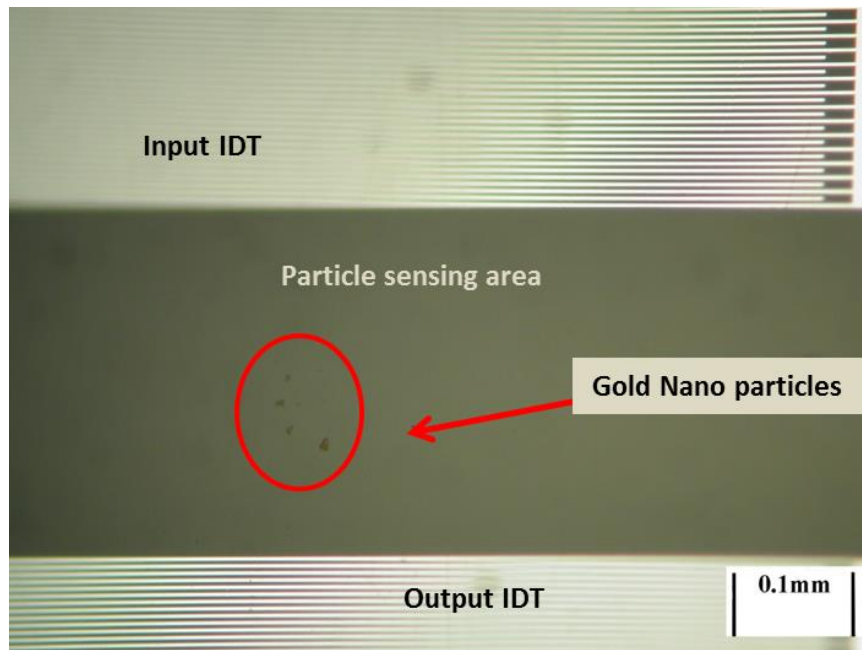 Input IDT
Particle sensing area
Gold Nano particles
Output IDT
0.1mm